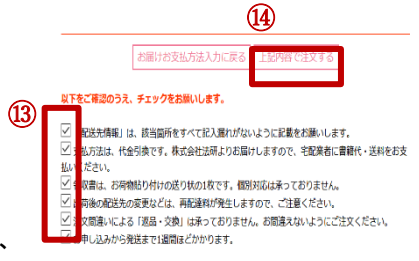 ⑭
お届けお支払方法入力に戻る 上記内容で注文する
以下をご確認のうえ、チェックをお願いします。
⑬
配送先情報」は、該当箇所をすべて記入漏れがないように記載をお願いします。
支払方法は、代金引換です。株式会社法研よりお届けしますので、宅配業者に書籍代・送料をお支
払いください。
領収書は、お荷物貼り付けの送り状の1枚です。個別対応は承っておりません。
出荷後の配送先の変更などは、再配達料が発生しますので、ご注意ください。
注文間違いによる「返品・交換」は承っておりません。お間違えないようにご注文ください。
お申し込みから発送まで1週間ほどかかります。
、